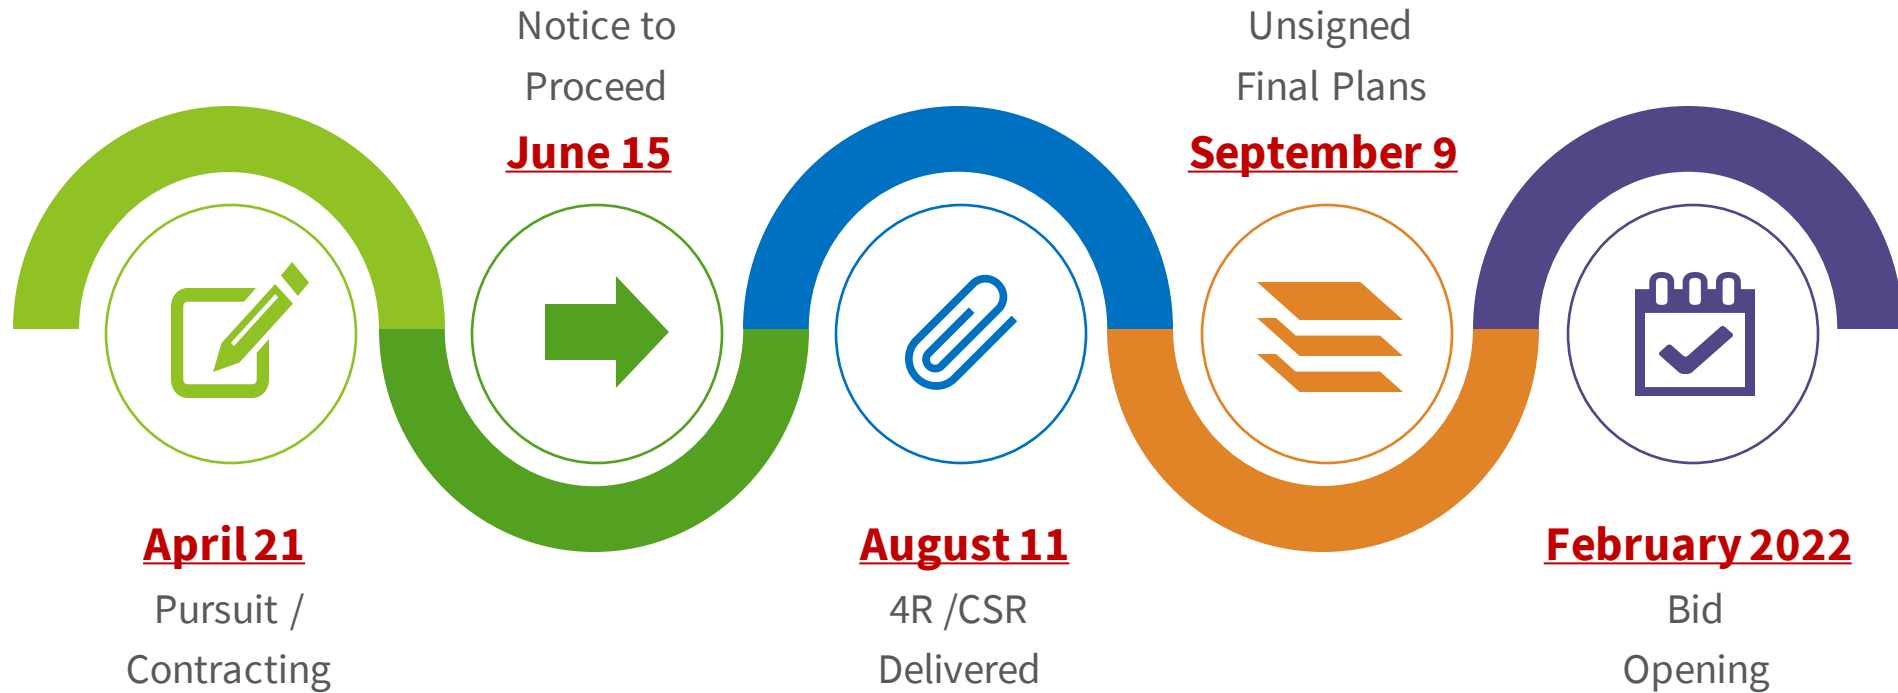 April 21
Pursuit /
Contracting
Notice to
Proceed
June 15
August 11
4R /CSR
Delivered
Unsigned
Final Plans
September 9
February 2022
Bid
Opening